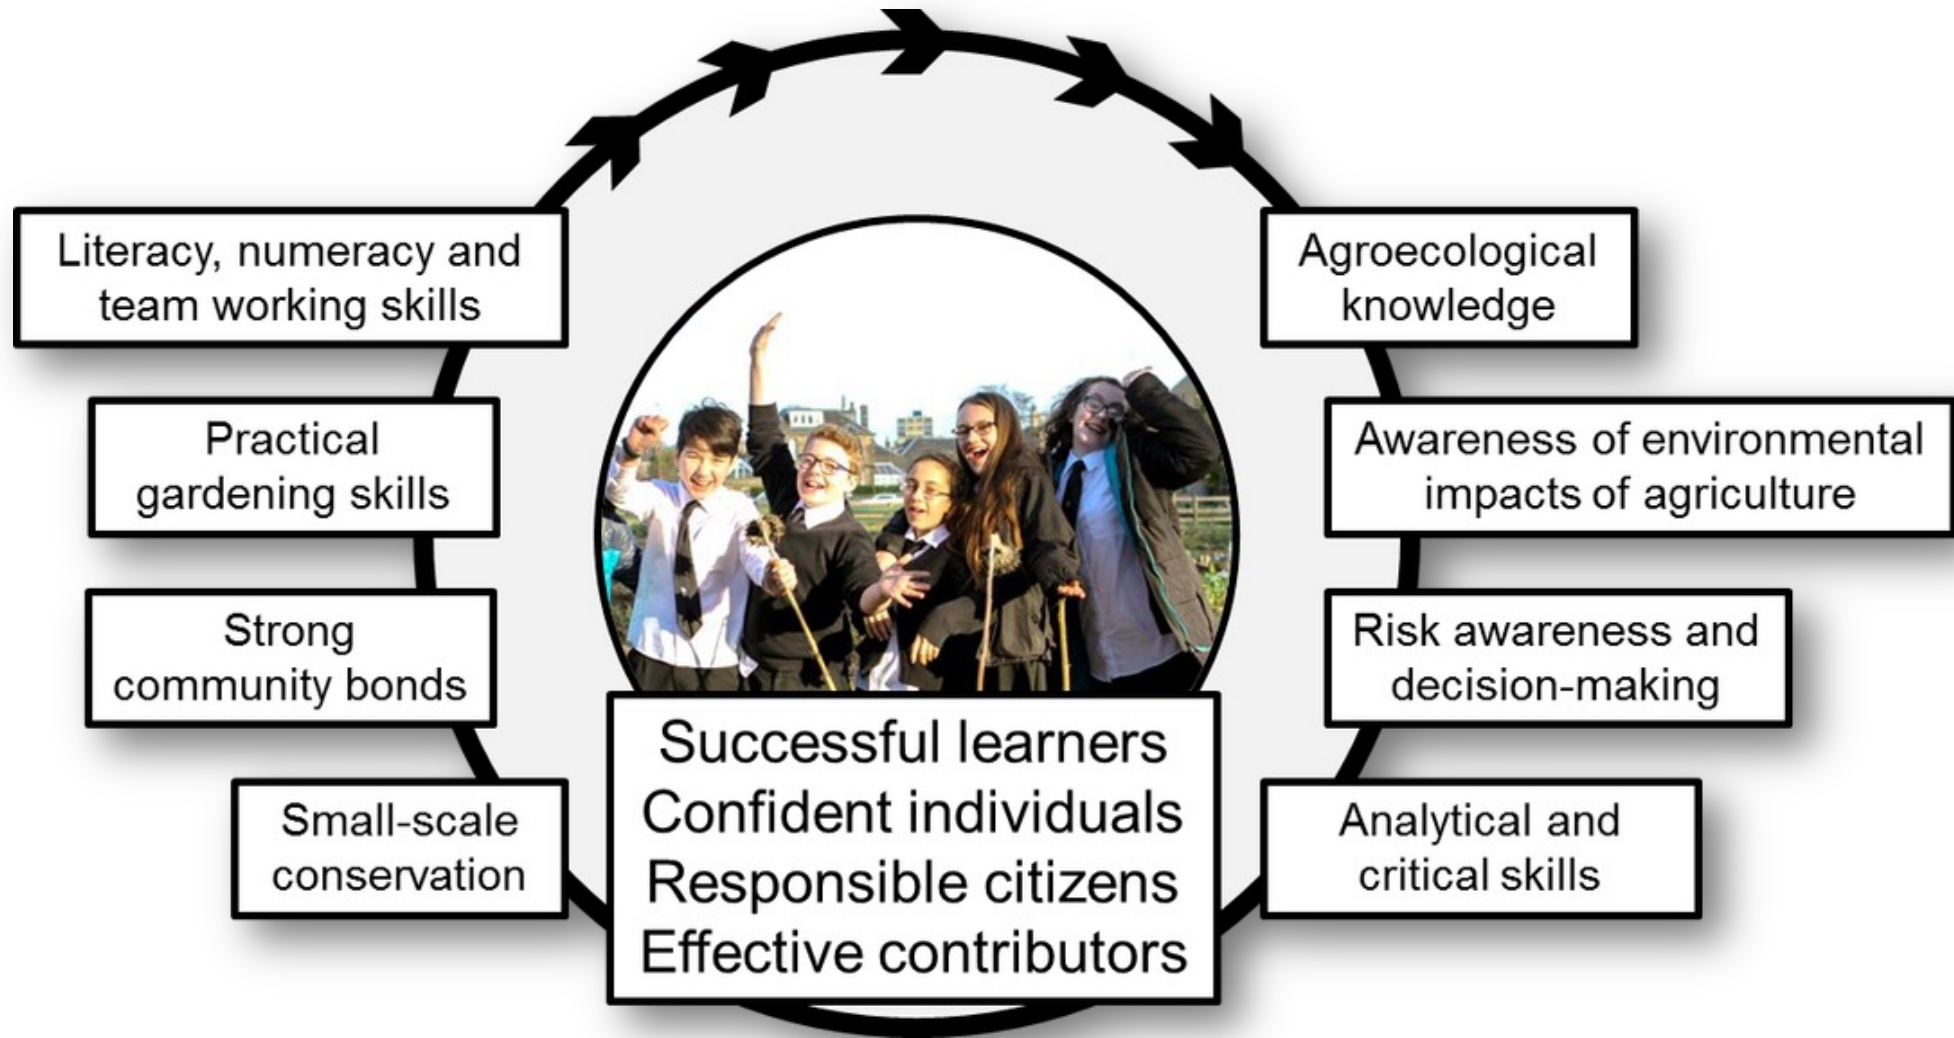 Literacy, numeracy and
team working skills
Practical
gardening skills
Strong
community bonds
Small-scale
conservation
Agroecological
knowledge
Awareness of environmental
impacts of agriculture
Risk awareness and
decision-making
Analytical and
critical skills
Successful learners
Confident individuals
Responsible citizens
Effective contributors